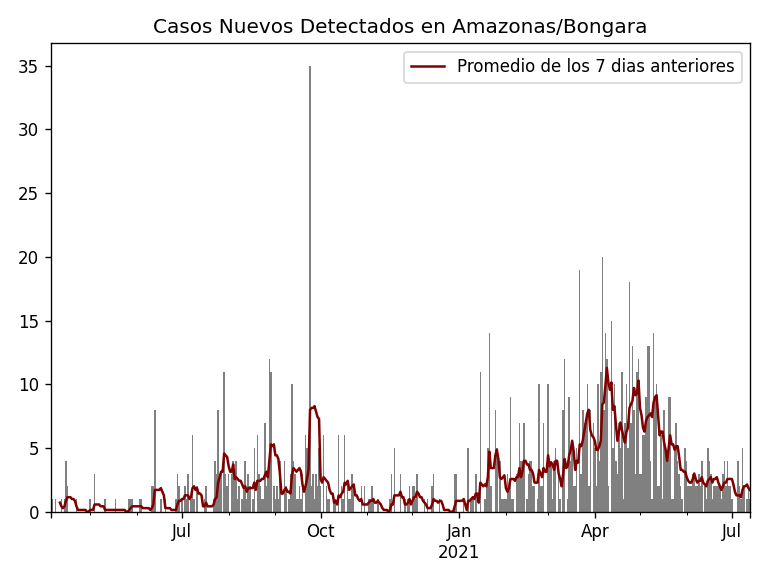 Casos Nuevos Detectados en Amazonas/Bongara
Promedio de los 7 dias anteriores
35
30
25
20
15
10
5
0
Jul
Oct
Jan
2021
Apr
Jul